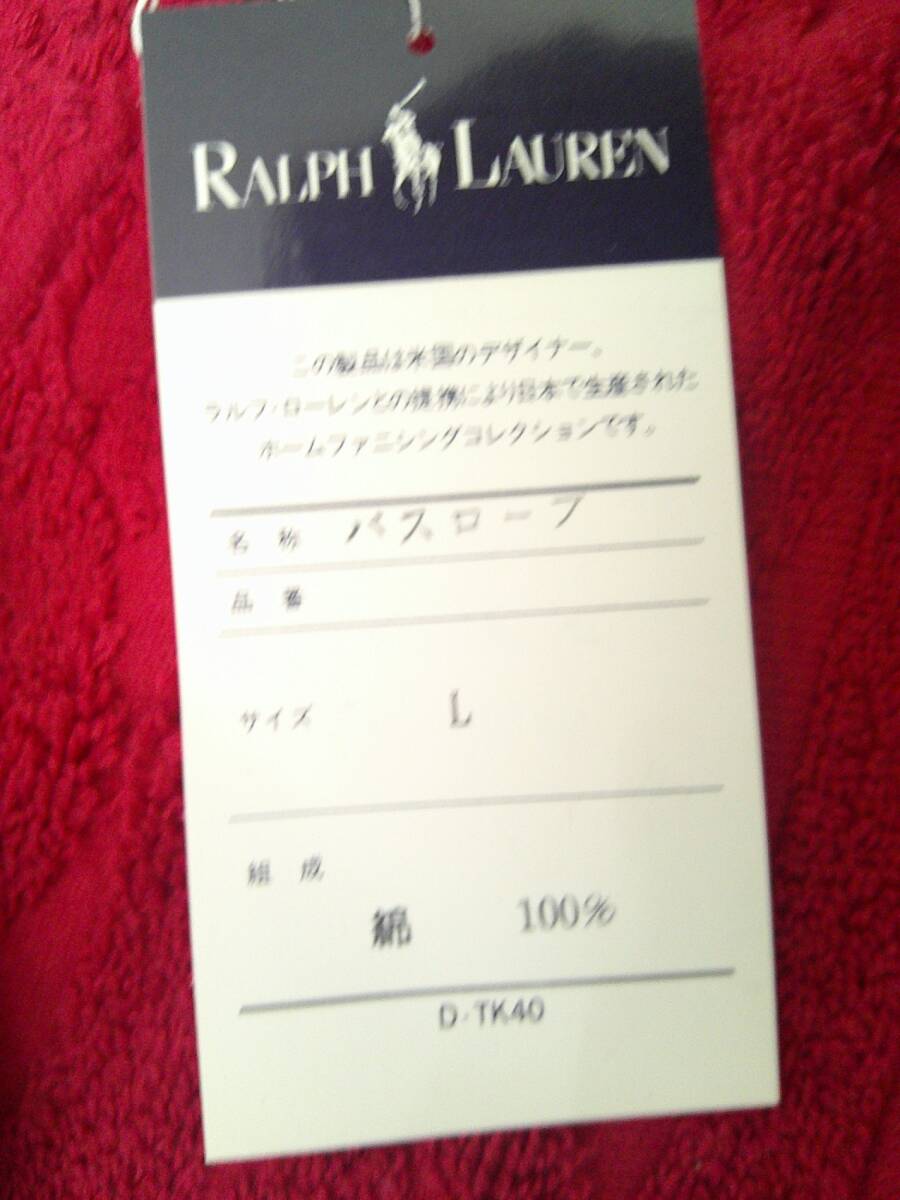 RALPH LAUREN
この製品は米国のデザイナー。
ラルフ・ローレンとの提携により日本で生産された
ホームファニシングコレクションです。
名 称 バスローブ
品 番
サイズ L
組 成
綿 100%
D-TK40